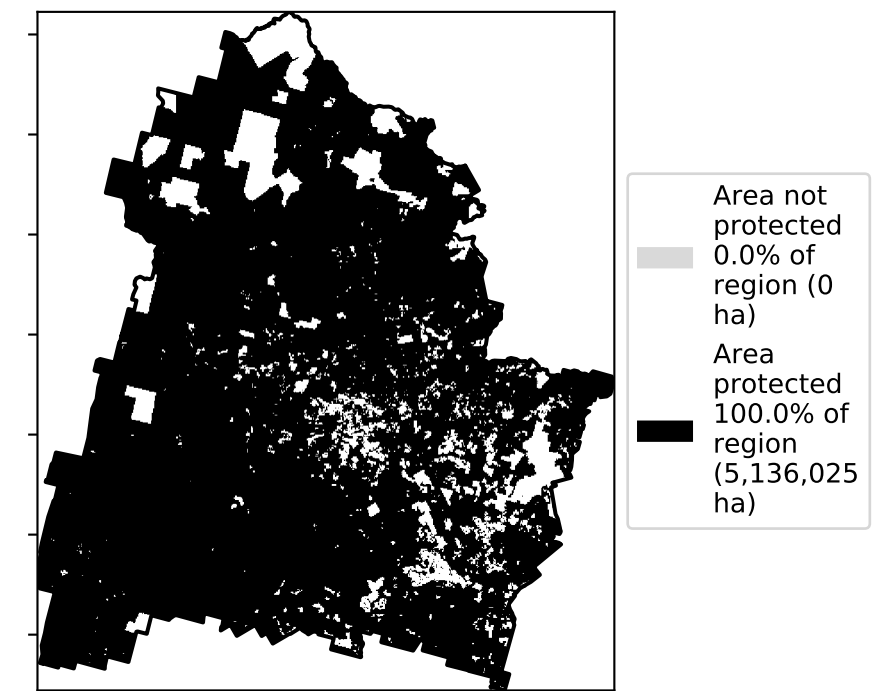 Area not
protected
0.0% of
region (0
ha)
Area
protected
100.0% of
region
(5,136,025
ha)